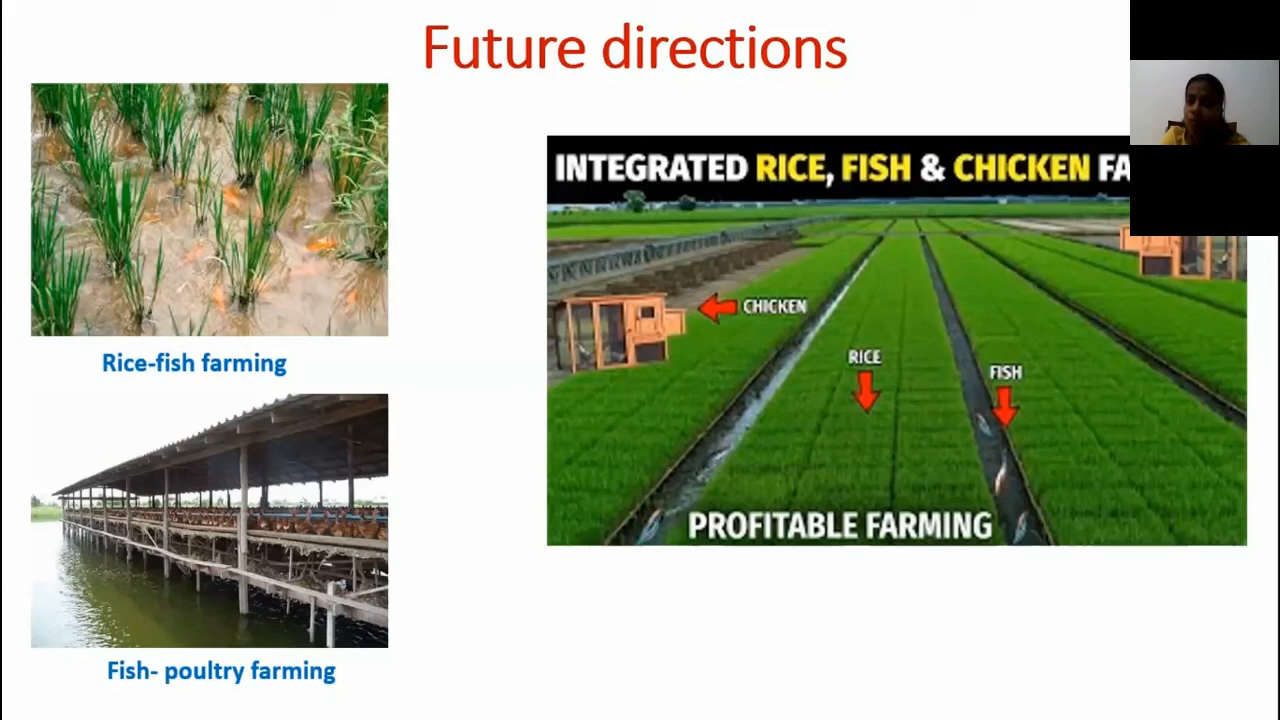 Future directions
Rice-fish farming
Fish- poultry farming
INTEGRATED RICE, FISH & CHICKEN FA
CHICKEN
RICE
FISH
PROFITABLE FARMING